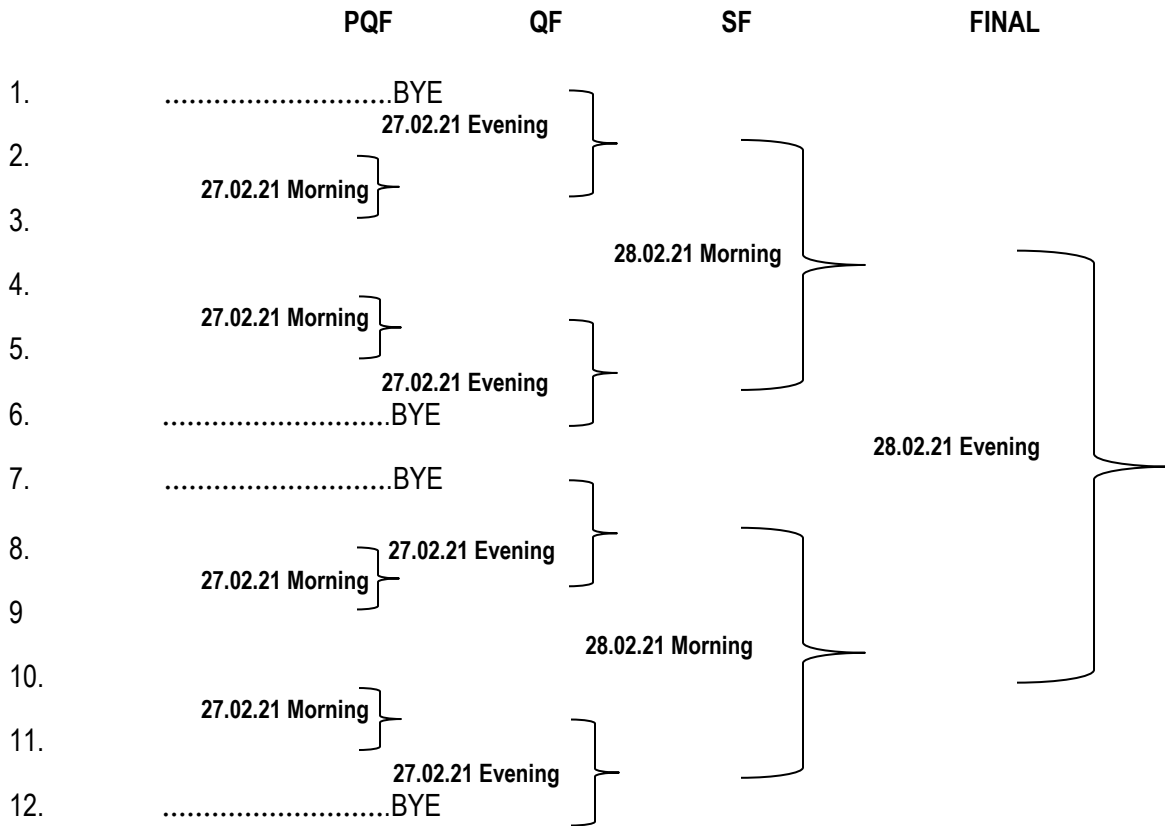 PQF QF SF FINAL
1. ................................BYE
27.02.21 Evening
2.
27.02.21 Morning
3.
28.02.21 Morning
4.
27.02.21 Morning
5.
27.02.21 Evening
6. ................................BYE
28.02.21 Evening
7. ................................BYE
8.
27.02.21 Evening
27.02.21 Morning
9
28.02.21 Morning
10.
27.02.21 Morning
11.
27.02.21 Evening
12. ................................BYE